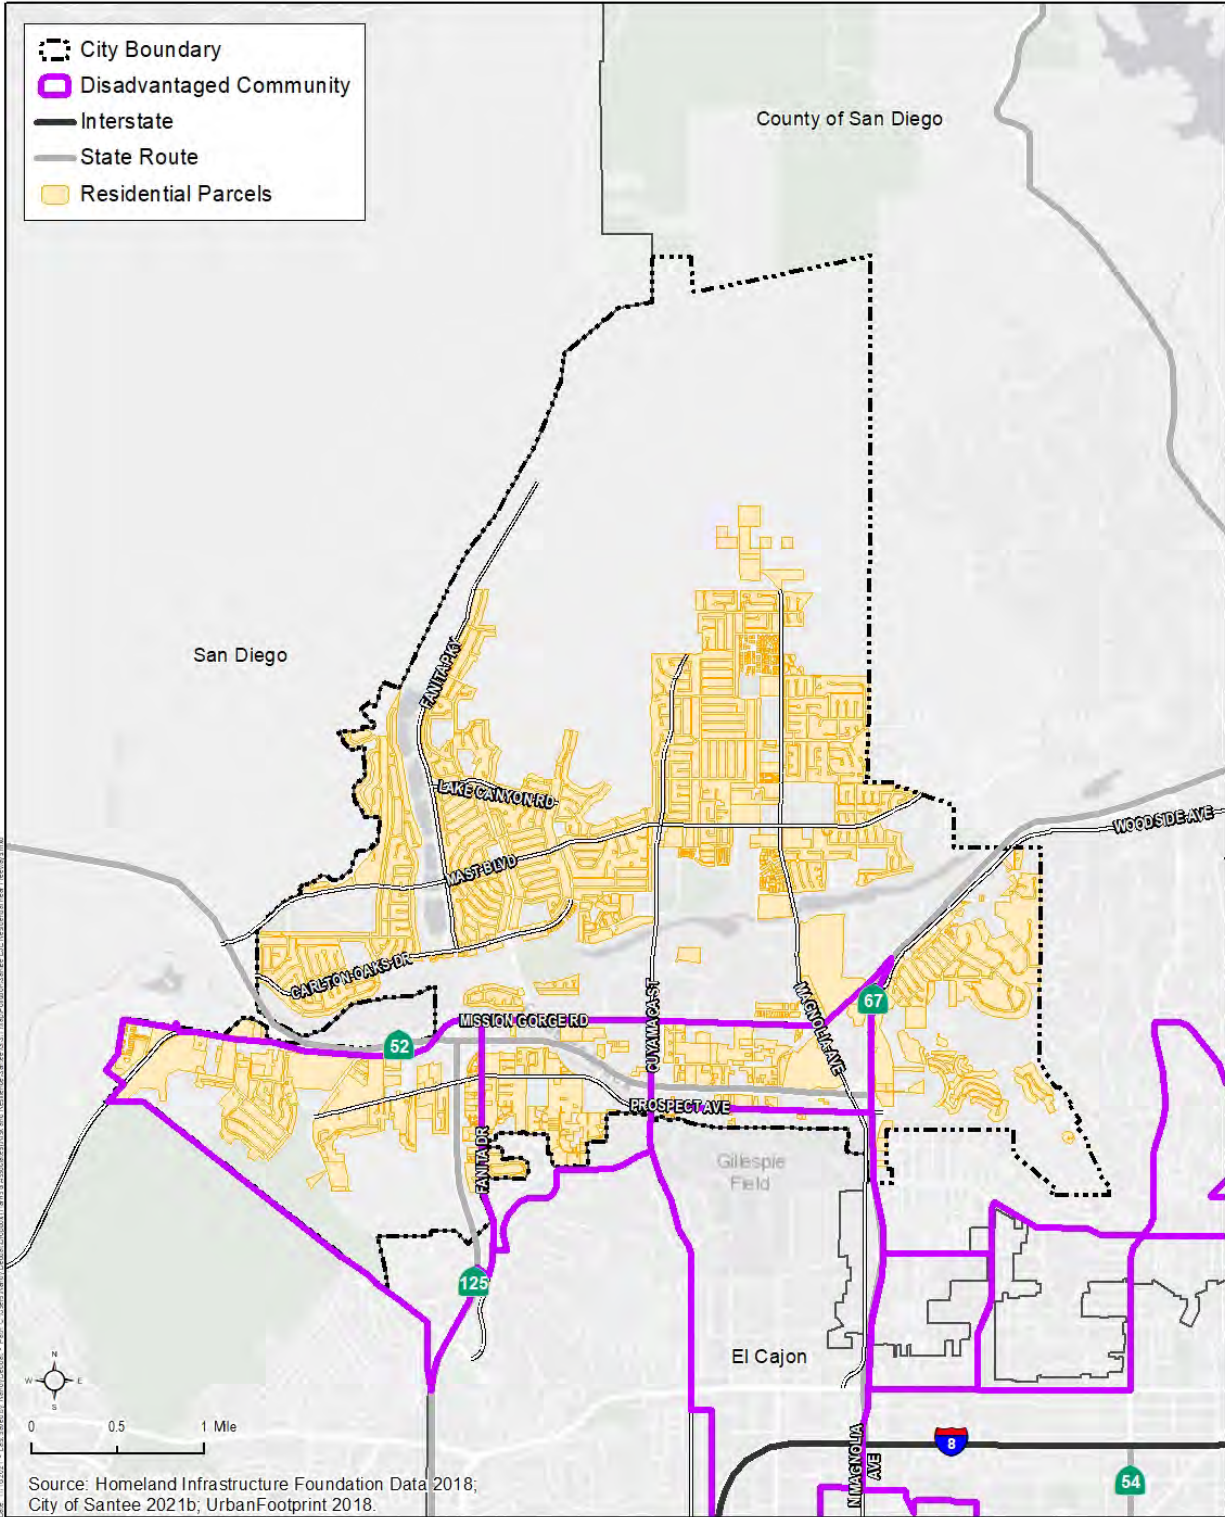 City Boundary
Disadvantaged Community
Interstate
State Route
Residential Parcels
County of San Diego
San Diego
FANITA PKY
LAKE CANYON RD
WOODSIDE AVE
MAST BLVD
CARLTON OAKS DR
MAGNOLIA AVE
67
MISSION GORGE RD
CUYAMACA ST
52
PROSPECT AVE
FANITA DR
Gillespie
Field
125
El Cajon
N
W E
S
0 0.5 1 Mile
N MAGNOLIA
AVE
8
54
Source: Homeland Infrastructure Foundation Data 2018;
City of Santee 2021b; UrbanFootprint 2018.